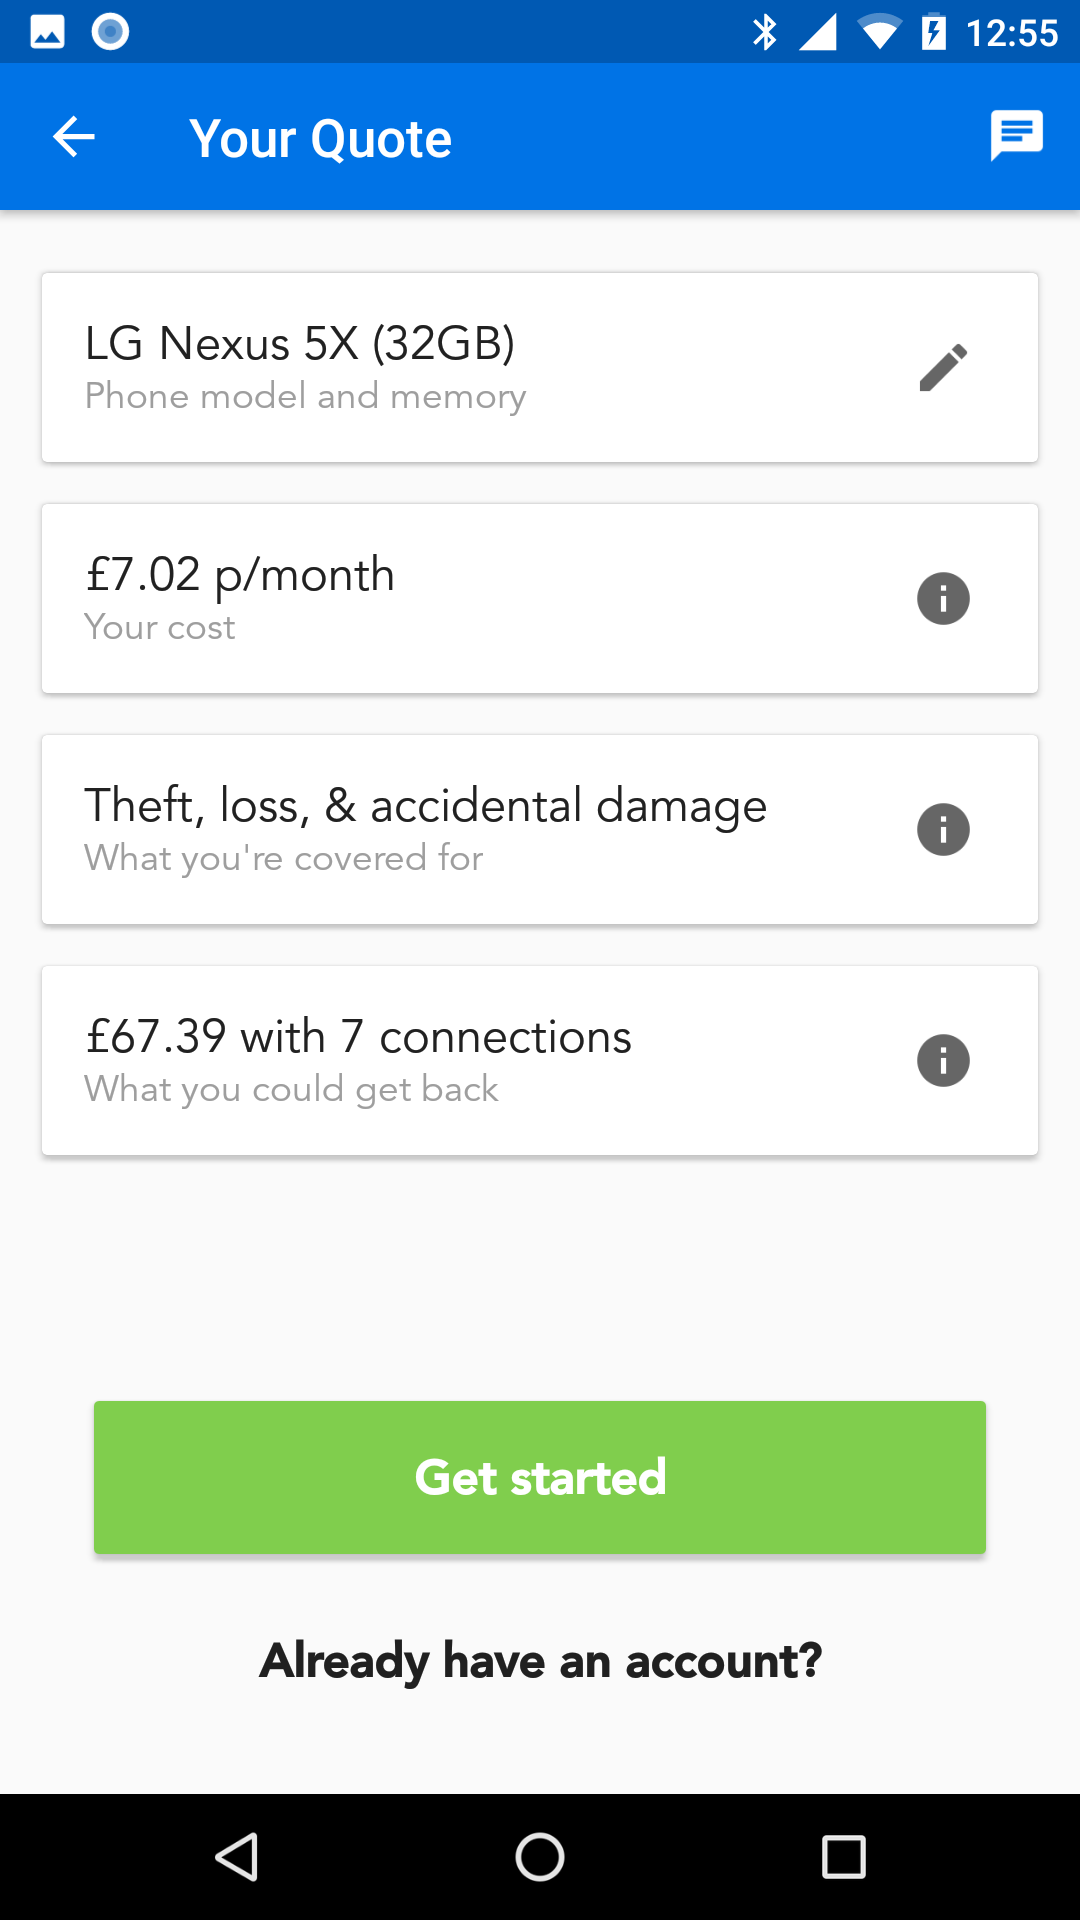 12:55
Your Quote
LG Nexus 5X (32GB)
Phone model and memory
£7.02 p/month
Your cost
Theft, loss, & accidental damage
What you're covered for
£67.39 with 7 connections
What you could get back
Get started
Already have an account?